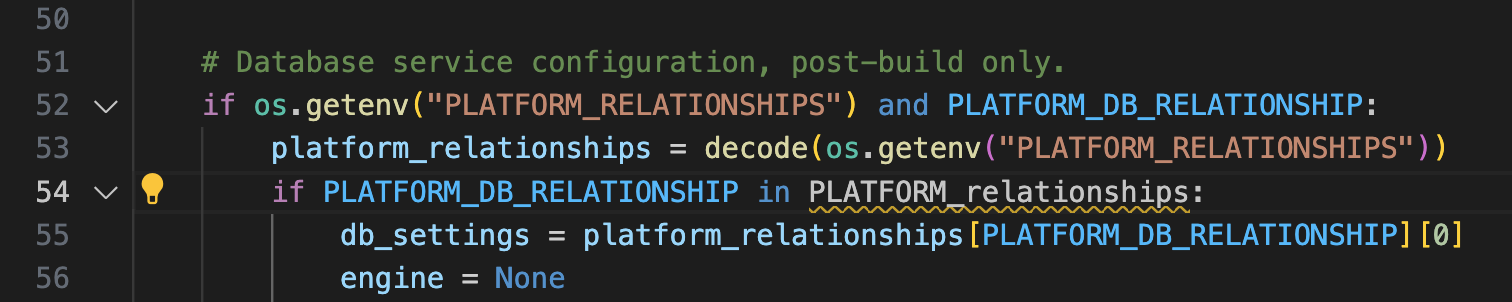 50
51 # Database service configuration, post-build only.
52 if os.getenv("PLATFORM_RELATIONSHIPS") and PLATFORM_DB_RELATIONSHIP:
53 platform_relationships = decode(os.getenv("PLATFORM_RELATIONSHIPS"))
54 if PLATFORM_DB_RELATIONSHIP in PLATFORM_relationships:
55 db_settings = platform_relationships[PLATFORM_DB_RELATIONSHIP][0]
56 engine = None